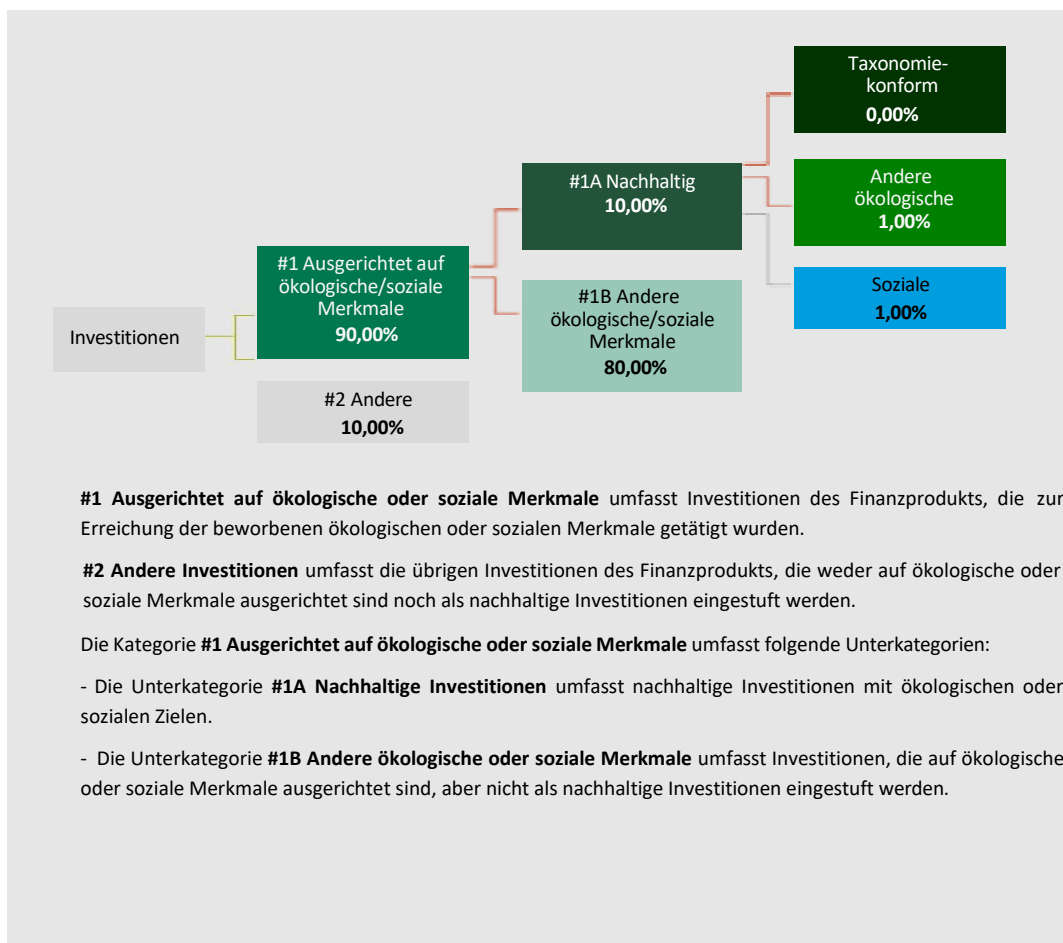 Taxonomie-
konform
0,00%
#1A Nachhaltig
10,00%
Andere
ökologische
1,00%
#1 Ausgerichtet auf
ökologische/soziale
Merkmale
90,00%
Soziale
1,00%
#1B Andere
ökologische/soziale
Merkmale
80,00%
Investitionen
#2 Andere
10,00%
#1 Ausgerichtet auf ökologische oder soziale Merkmale umfasst Investitionen des Finanzprodukts, die zur
Erreichung der beworbenen ökologischen oder sozialen Merkmale getätigt wurden.
#2 Andere Investitionen umfasst die übrigen Investitionen des Finanzprodukts, die weder auf ökologische oder
soziale Merkmale ausgerichtet sind noch als nachhaltige Investitionen eingestuft werden.
Die Kategorie #1 Ausgerichtet auf ökologische oder soziale Merkmale umfasst folgende Unterkategorien:
- Die Unterkategorie #1A Nachhaltige Investitionen umfasst nachhaltige Investitionen mit ökologischen oder
sozialen Zielen.
- Die Unterkategorie #1B Andere ökologische oder soziale Merkmale umfasst Investitionen, die auf ökologische
oder soziale Merkmale ausgerichtet sind, aber nicht als nachhaltige Investitionen eingestuft werden.